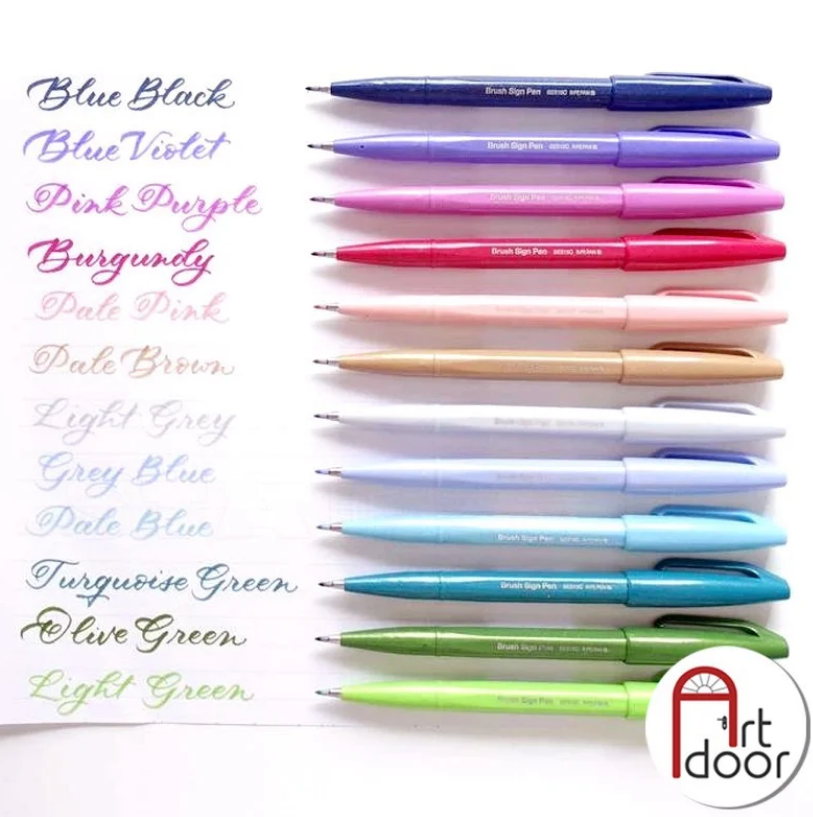 Blue Black
Brush Sign Pen
Blue Violet
Brush Sign Pen
Pink Purple
Burgundy
Brush Sign Pen
Pale Pink
Pale Brown
Light Grey
Grey Blue
Pale Blue
Brush Sign Pen
Turquoise Green
Brush Sign Pen
Olive Green
Brush Sign Pen
Light Green
Brush Sign Pen
Art
door